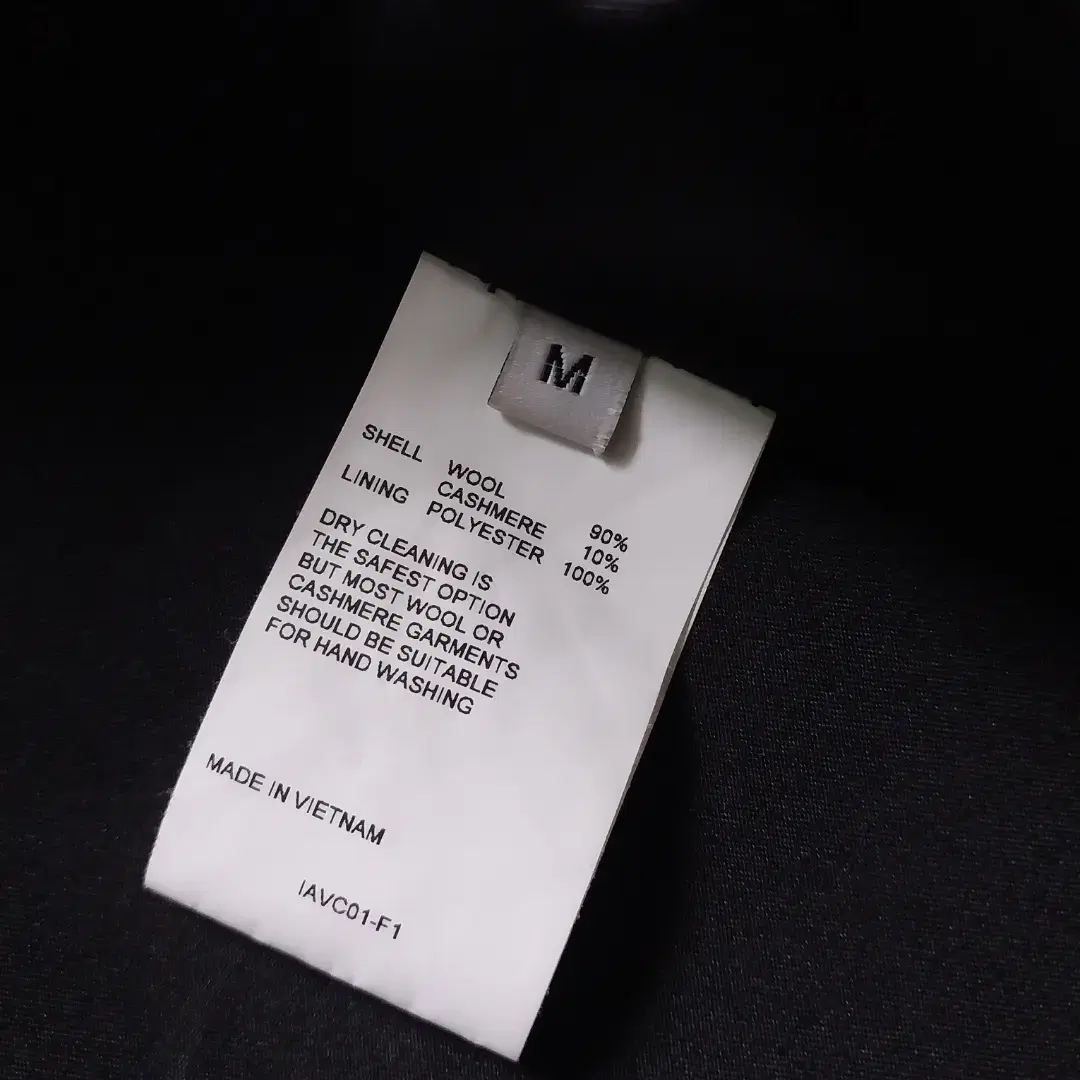 M
SHELL WOOL 90%
CASHMERE 10%
LINING POLYESTER 100%
DRY CLEANING IS
THE SAFEST OPTION
BUT MOST WOOL OR
CASHMERE GARMENTS
SHOULD BE SUITABLE
FOR HAND WASHING
MADE IN VIETNAM
IAVC01-F1